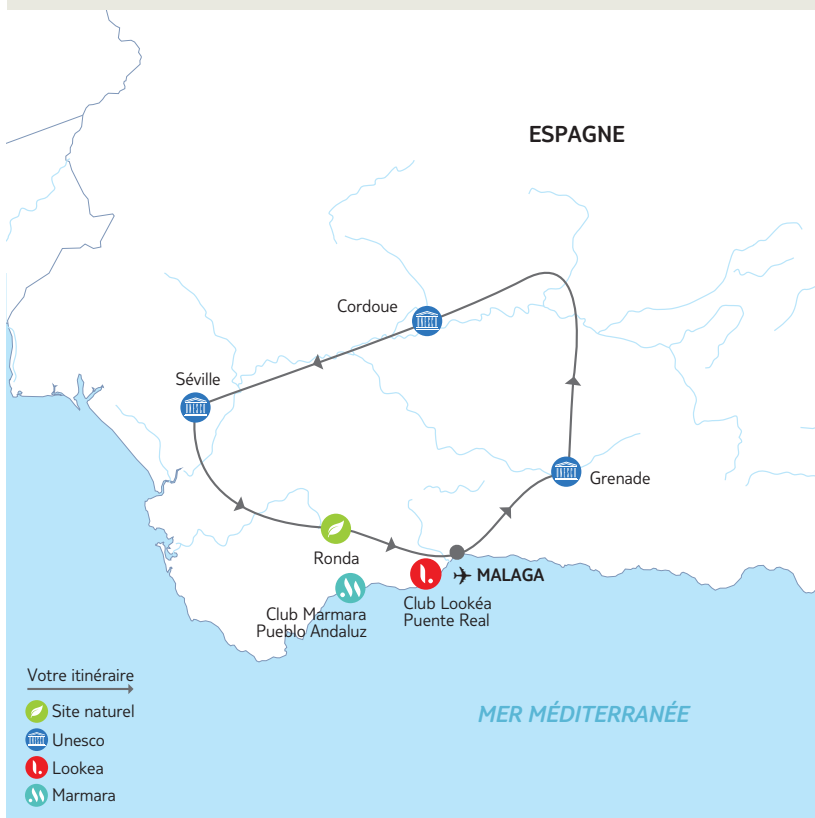 ESPAGNE
Cordoue
Séville
Grenade
Ronda
MALAGA
Club Lookéa
Puente Real
Club Marmara
Pueblo Andaluz
Votre itinéraire
Site naturel
Unesco
Lookea
Marmara
MER MÉDITERRANÉE